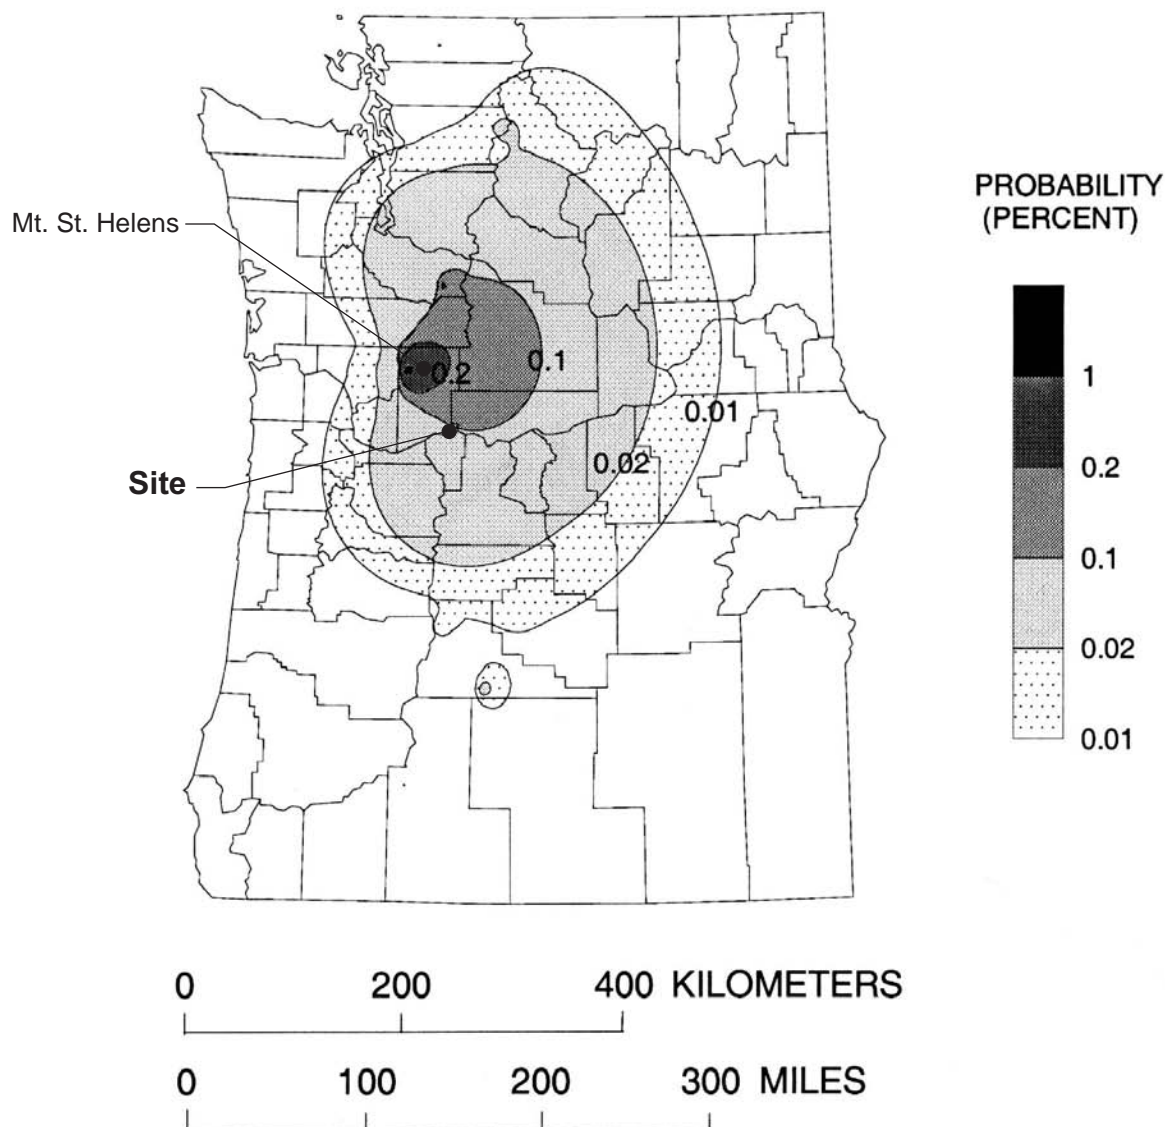 PROBABILITY
(PERCENT)
Mt. St. Helens
0.2
0.1
0.01
0.02
Site
1
0.2
0.1
0.02
0.01
0 200 400 KILOMETERS
0 100 200 300 MILES